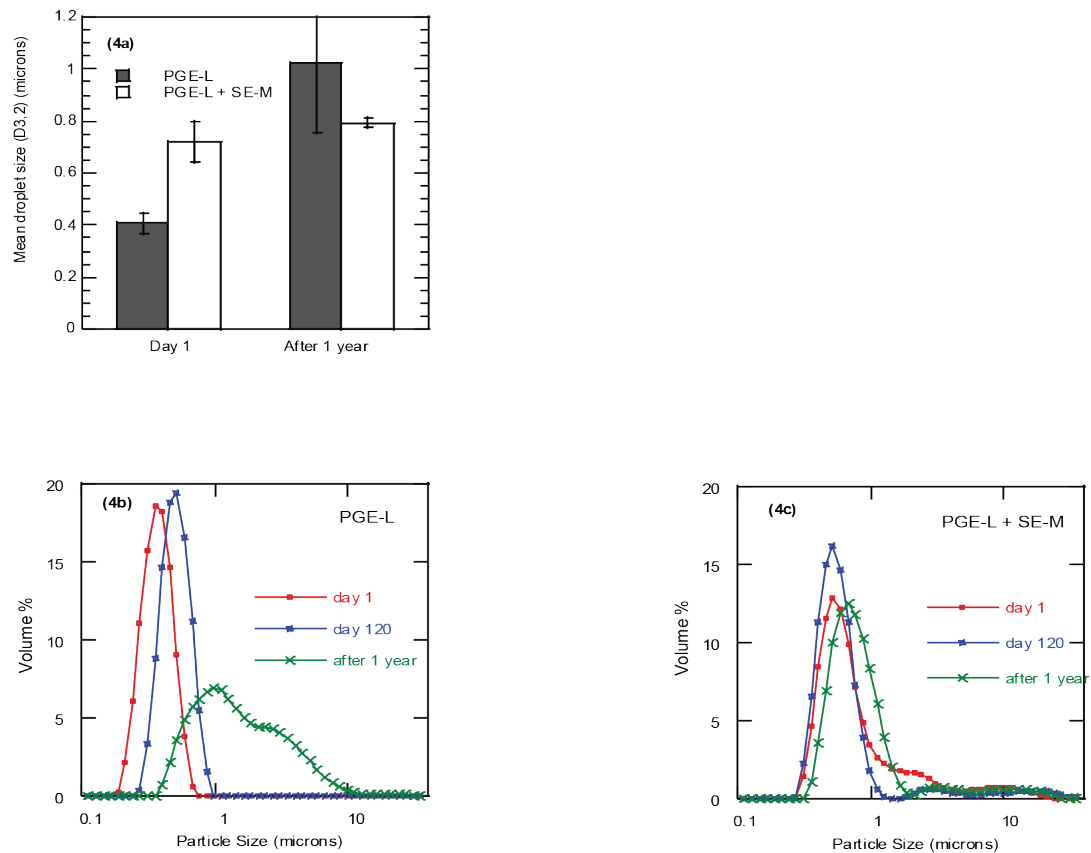 (4a)
PGE-L
PGE-L + SE-M
Mean droplet size (D3,2) (microns)
1.2
1
0.8
0.6
0.4
0.2
0
Day 1
After 1 year
(4b)
PGE-L
day 1
day 120
after 1 year
Volume %
20
15
10
5
0
0.1
1
10
Particle Size (microns)
(4c)
PGE-L + SE-M
day 1
day 120
after 1 year
Volume %
20
15
10
5
0
0.1
1
10
Particle Size (microns)